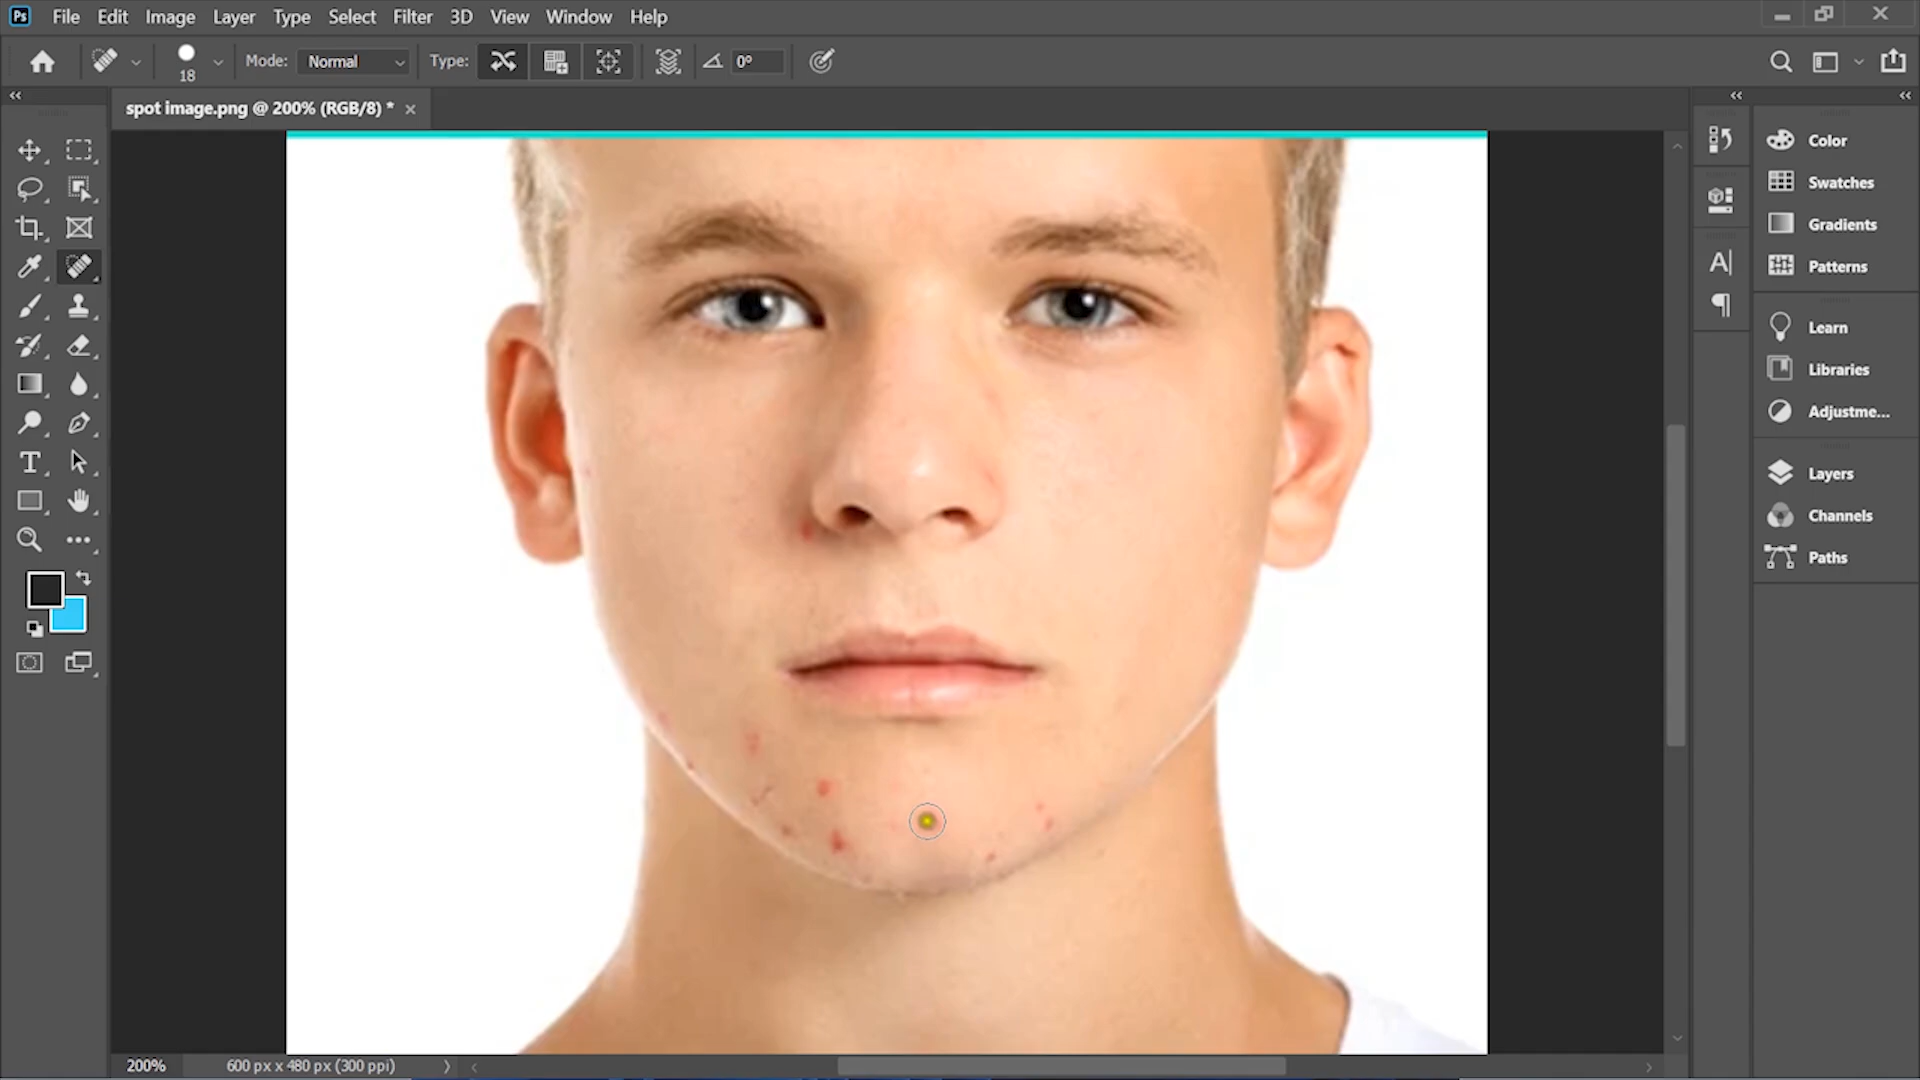 Ps File Edit Image Layer Type Select Filter 3D View Window Help
18 Mode: Normal Type: 0°
spot image.png @ 200% (RGB/8) *
Color
Swatches
Gradients
Patterns
Learn
Libraries
Adjustme...
Layers
Channels
Paths
200% 600 px x 480 px (300 ppi)